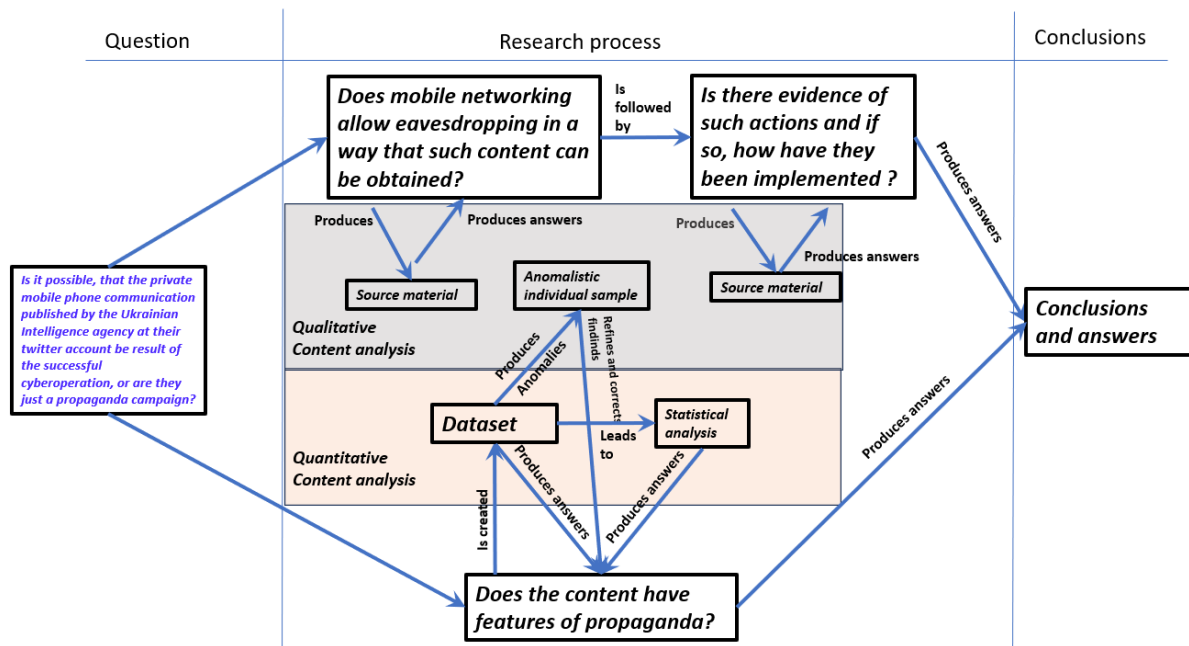 Question
Research process
Conclusions
Does mobile networking
allow eavesdropping in a
way that such content can
be obtained?
Is
followed
by
Is there evidence of
such actions and if
so, how have they
been implemented ?
Produces answers
Produces
Produces answers
Produces
Produces answers
Is it possible, that the private
mobile phone communication
published by the Ukrainian
Intelligence agency at their
twitter account be result of
the successful
cyberoperation, or are they
just a propaganda campaign?
Source material
Anomalistic
individual sample
Source material
Conclusions
and answers
Qualitative
Content analysis
Produces
Anomalies
Refines and corrects
findinds
Dataset
Leads
to
Statistical
analysis
Quantitative
Content analysis
Is created
Produces answers
Produces answers
Produces answers
Does the content have
features of propaganda?